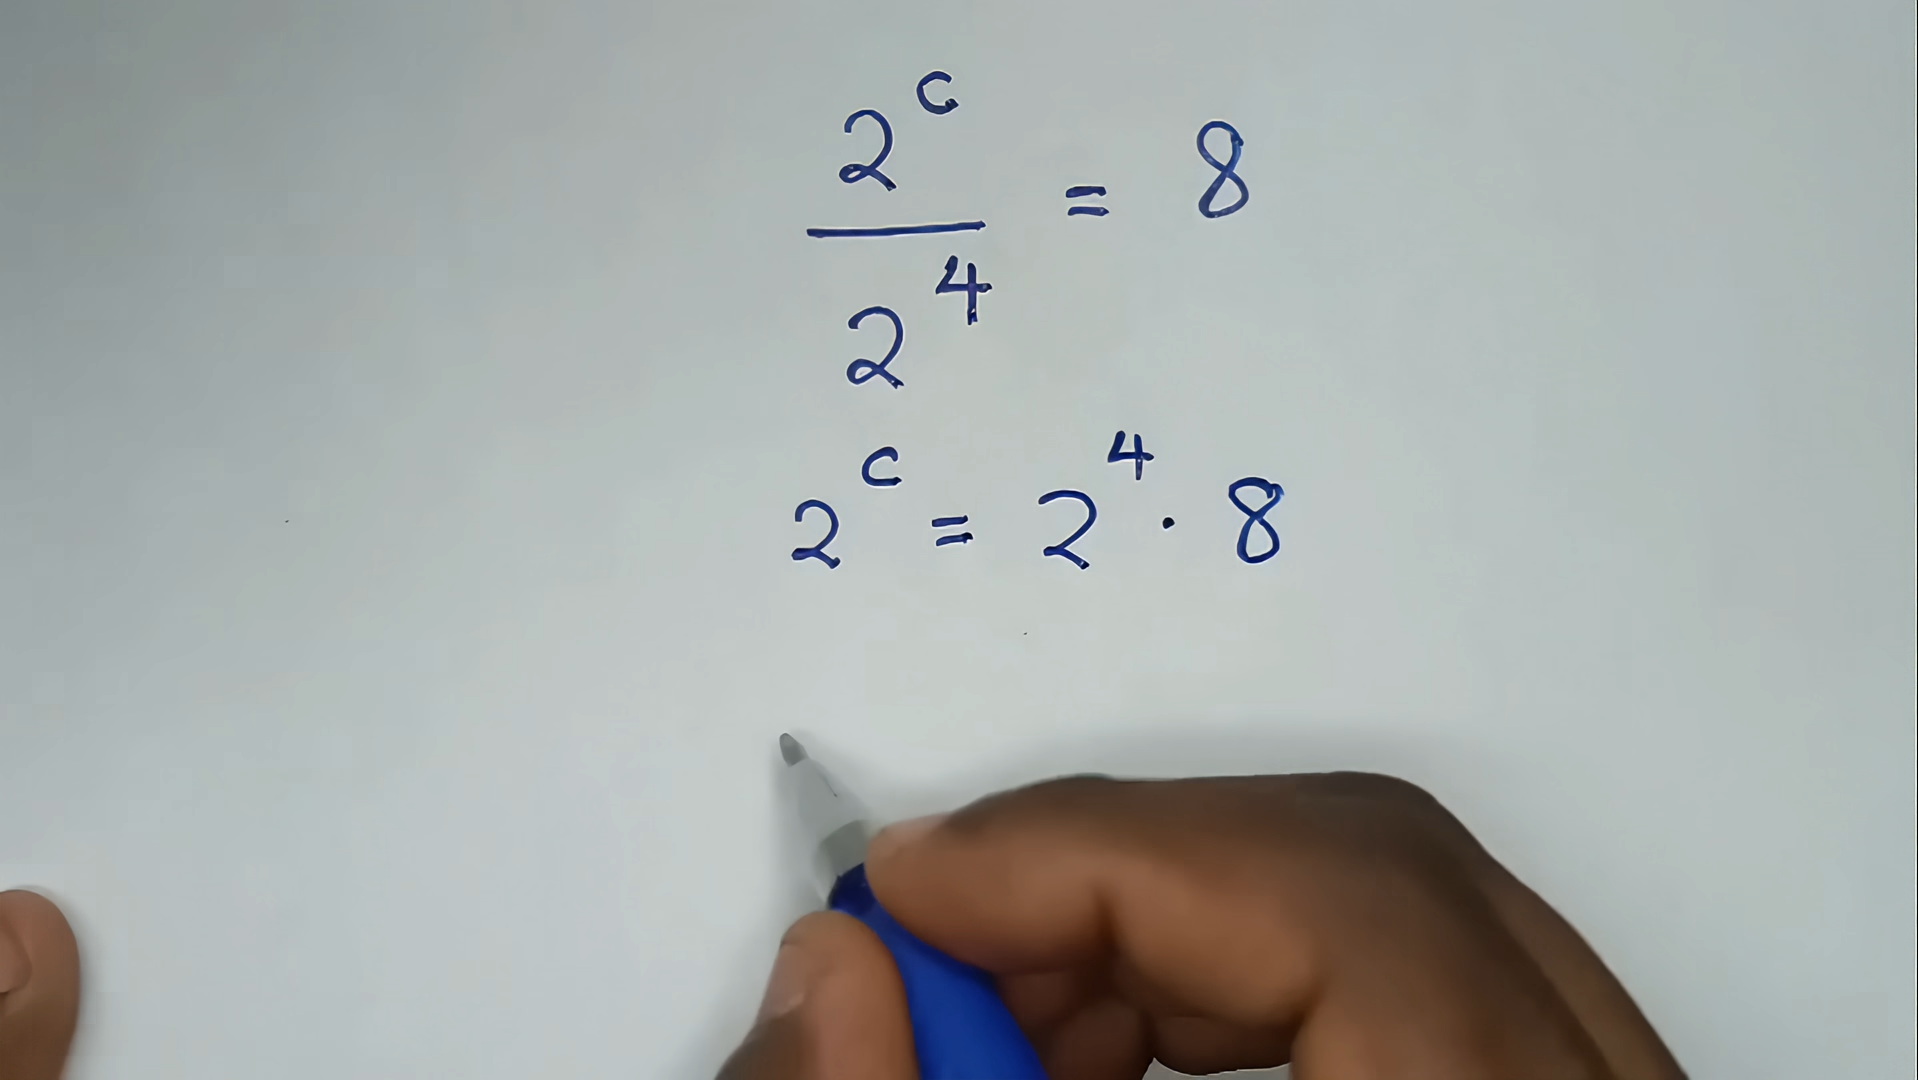 2^c / 2^4 = 8
2^c = 2^4 · 8